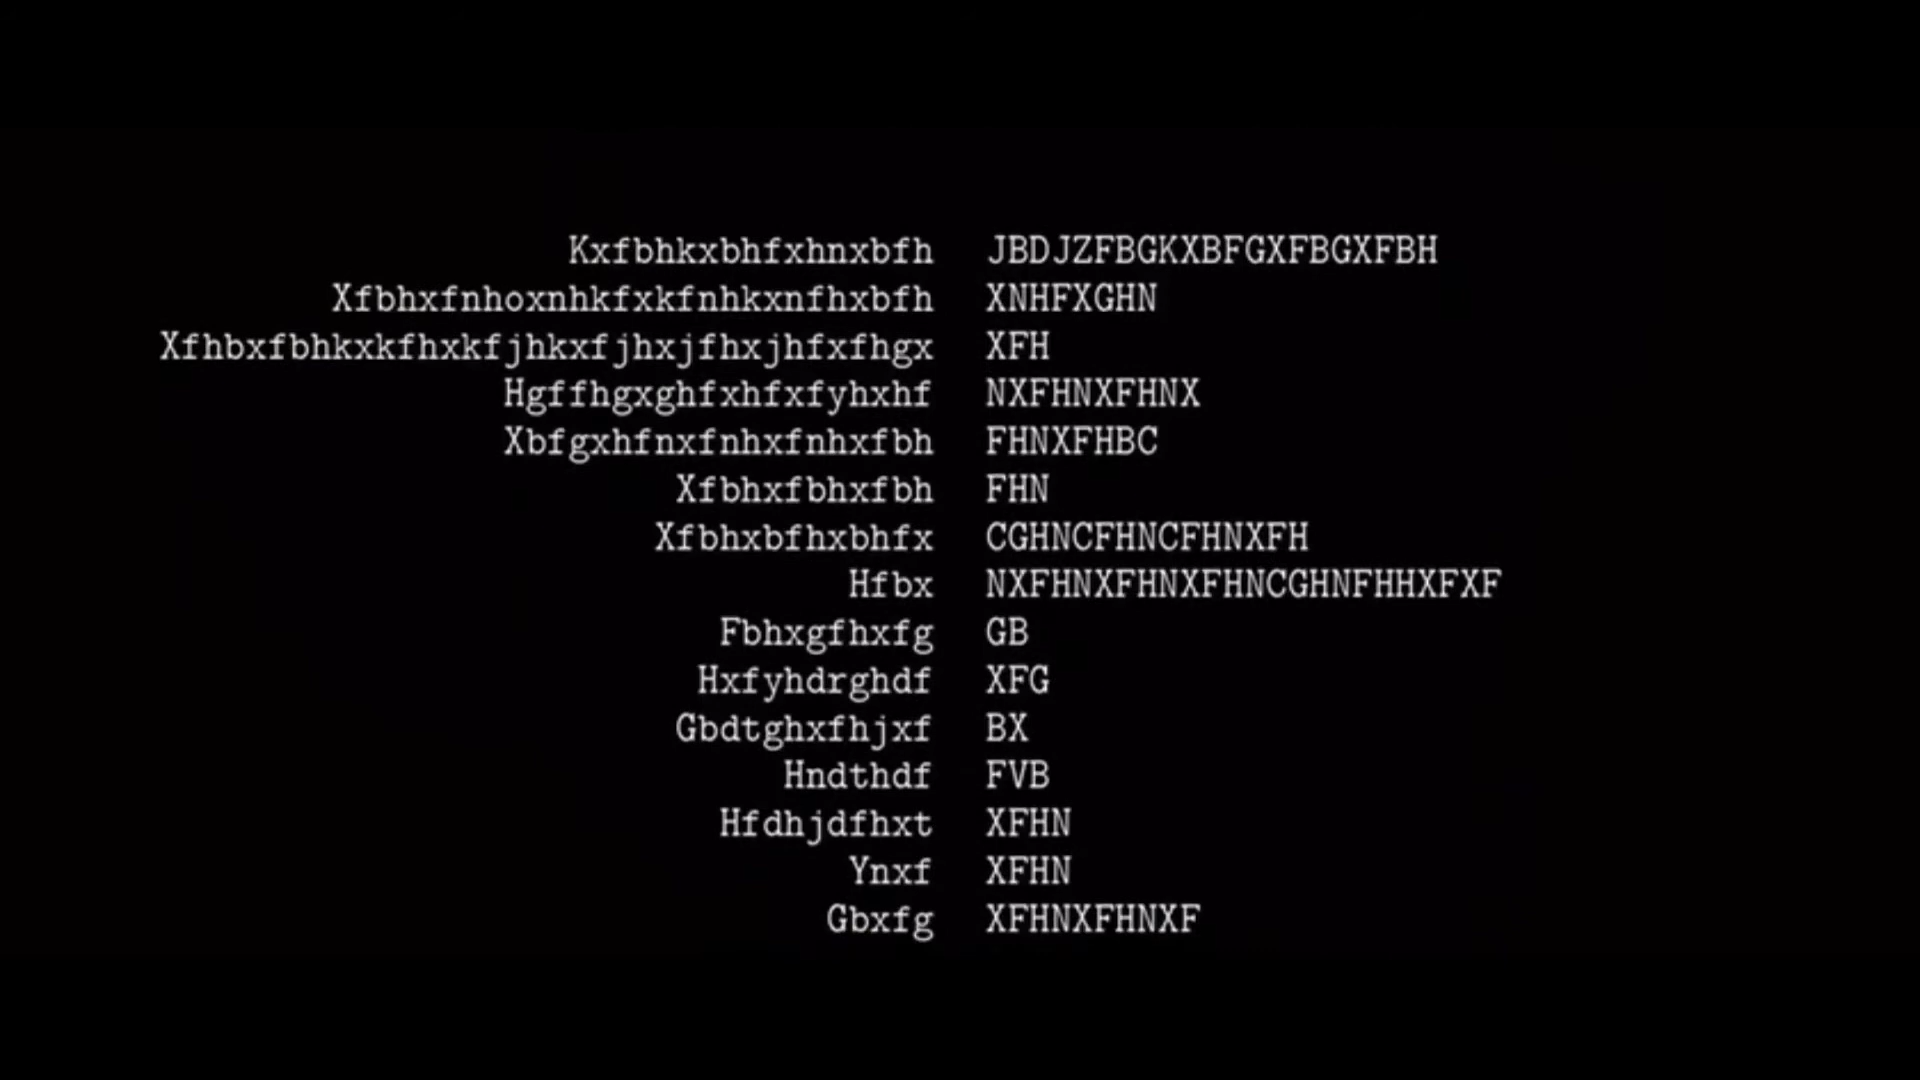 Kxfbhkxbhfxhnxbfh JBDJZFBGKXBFGXFBGXFBH
Xfbhxfnhoxnhkfxkfnhkxnfhxbfh XNHFXGHN
Xfhbxfbhkxkfhxkfjhkxfjhxjfhxjhfxfhgx XFH
Hgffhgxghfxhfxfyhxhf NXFHNXFHNX
Xbfgxhfnxfnhxfnhxfbh FHNXFHBC
Xfbhxfbhxfbh FHN
Xfbhxbfhxbhfx CGHNCFHNCFHNXFH
Hfbx NXFHNXFHNXFHNCGHNFHHXFXF
Fbhxgfhxfg GB
Hxfyhdrghdf XFG
Gbdtghxfhjxf BX
Hndthdf FVB
Hfdhjdfhxt XFHN
Ynxf XFHN
Gbxfg XFHNXFHNXF